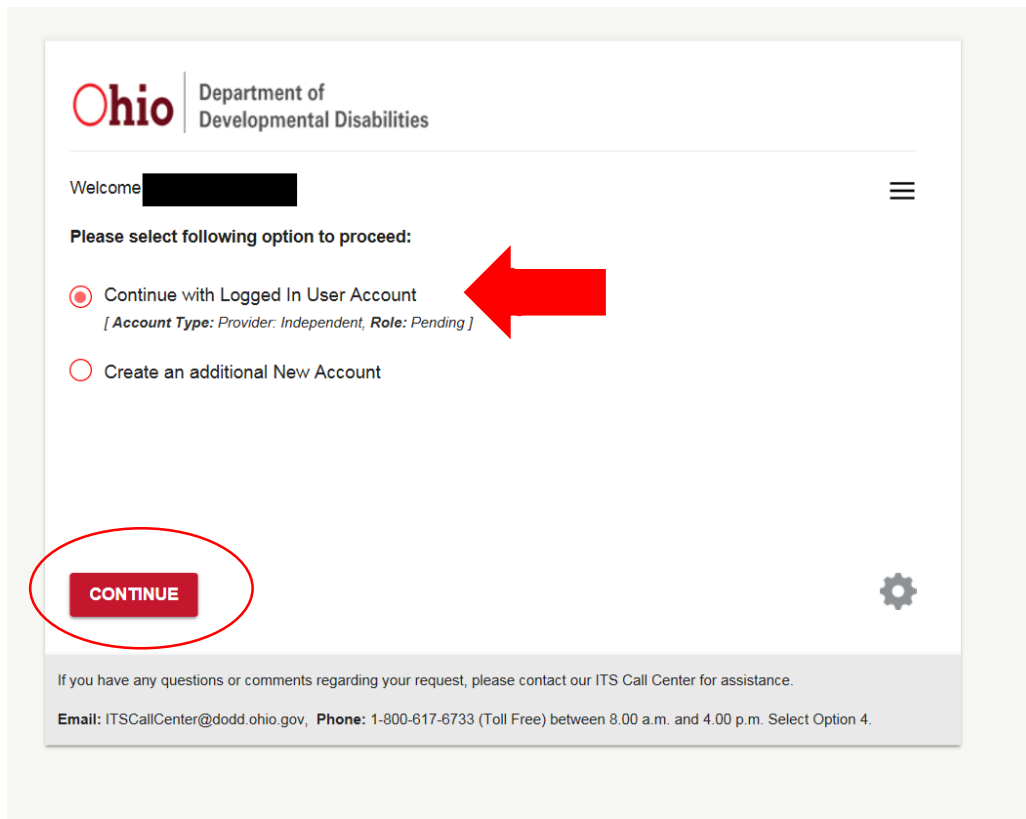 Ohio
Department of
Developmental Disabilities
Welcome
Please select following option to proceed:
Continue with Logged In User Account
[ Account Type: Provider: Independent, Role: Pending ]
Create an additional New Account
CONTINUE
If you have any questions or comments regarding your request, please contact our ITS Call Center for assistance.
Email: ITSCallCenter@dodd.ohio.gov, Phone: 1-800-617-6733 (Toll Free) between 8.00 a.m. and 4.00 p.m. Select Option 4.